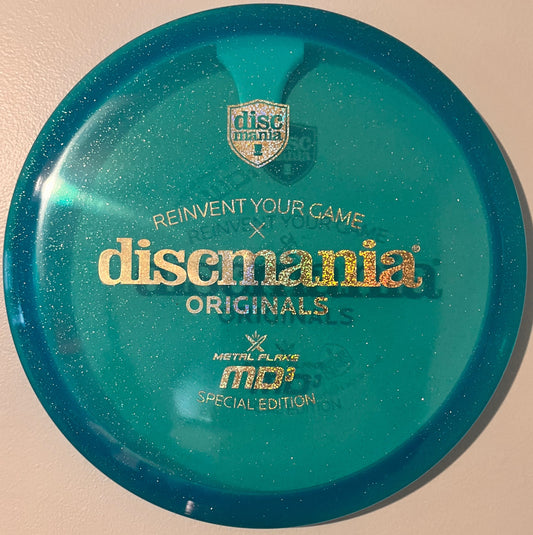 disc
mania
REINVENT YOUR GAME
×
discmania®
ORIGINALS
METAL FLAKE
MD3
SPECIAL EDITION